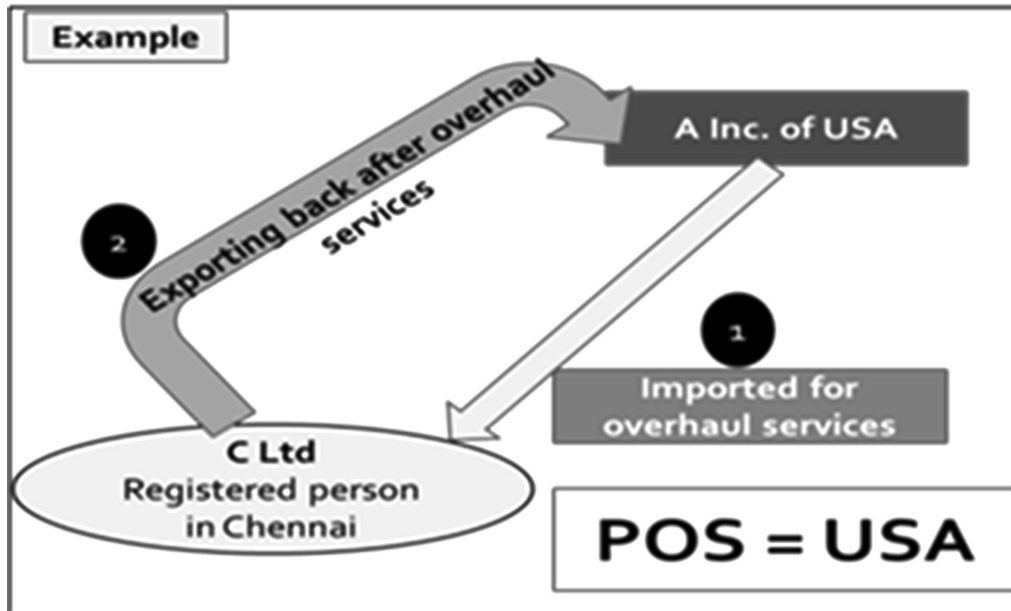 Example
Exporting back after overhaul
services
A Inc. of USA
2
1
Imported for
overhaul services
C Ltd
Registered person
in Chennai
POS = USA